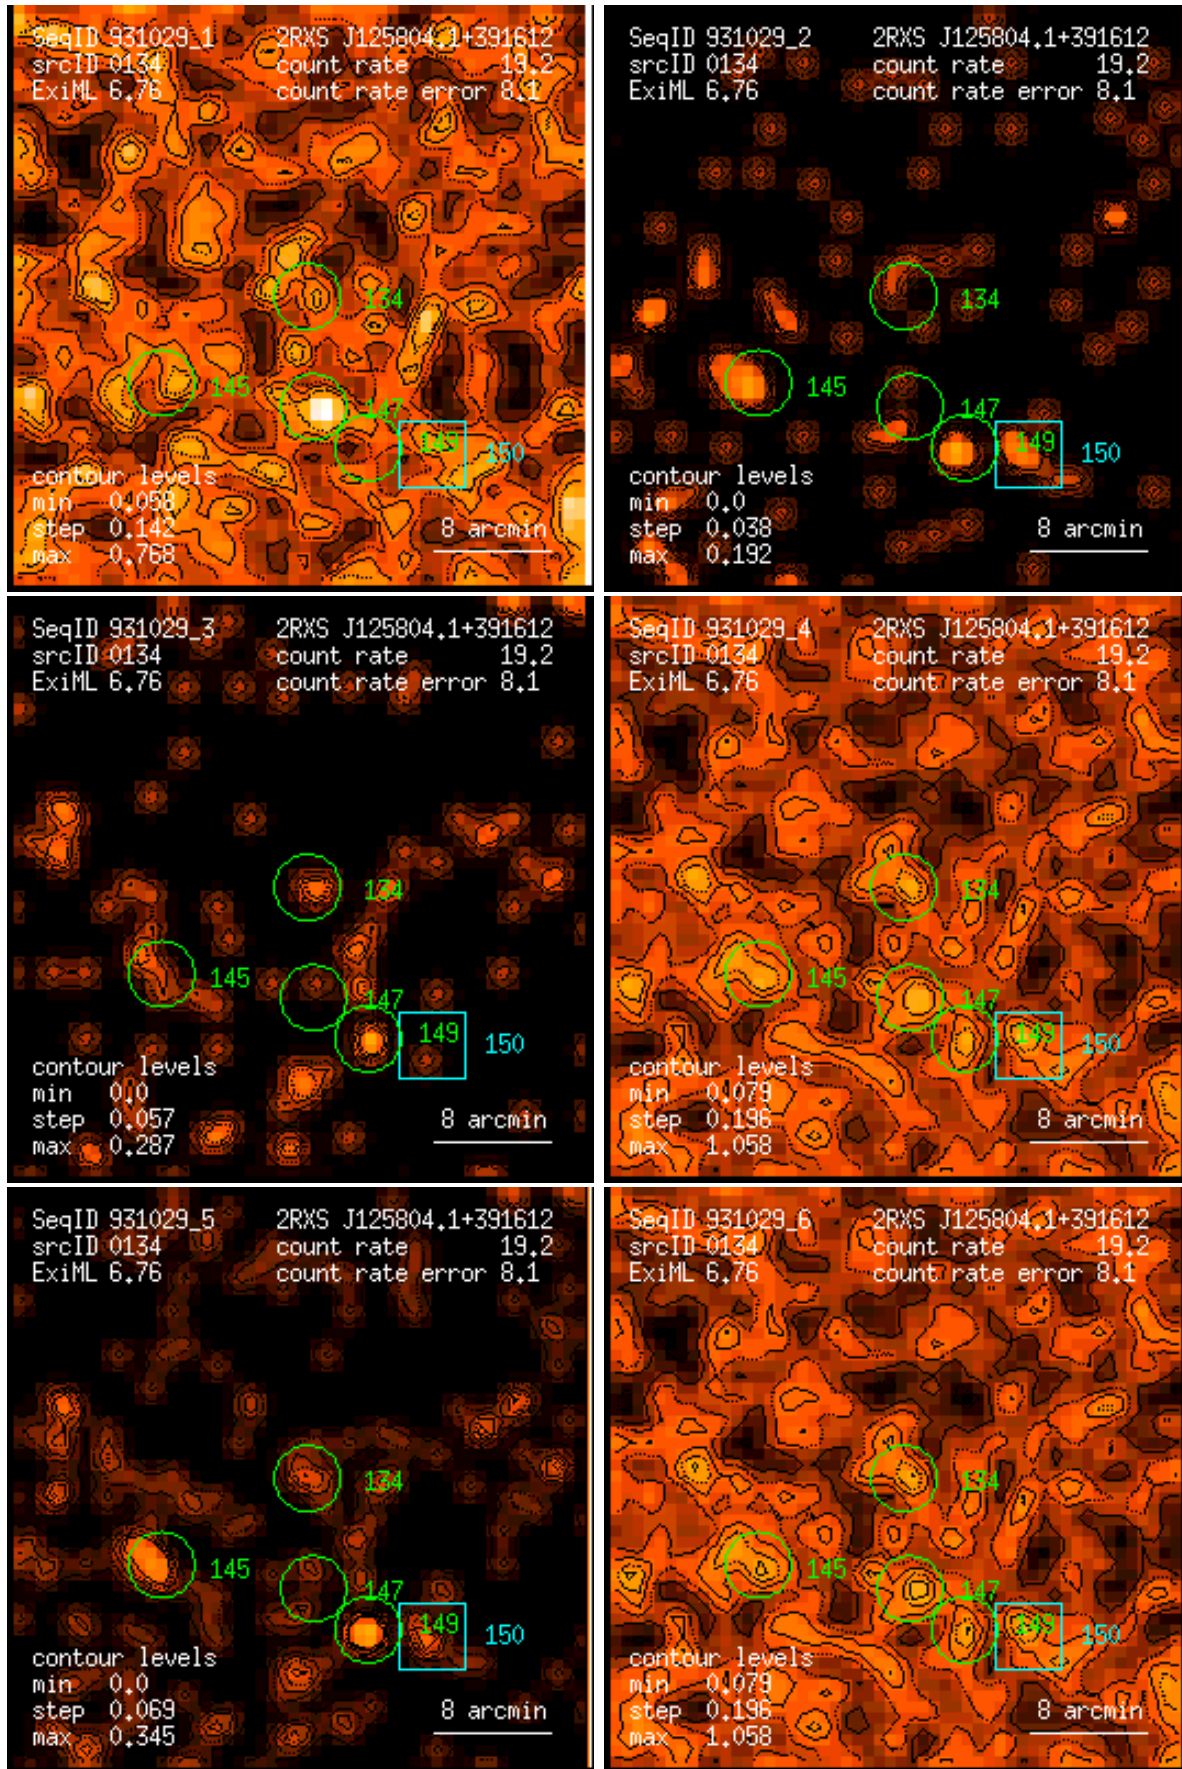 SeqID 931029_1 2RXS J125804.1+391612
srcID 0134 count rate 19.2
ExiML 6.76 count rate error 8.1
134
145
147
149 150
contour levels
min 0.058
step 0.142 8 arcmin
max 0.768
SeqID 931029_2 2RXS J125804.1+391612
srcID 0134 count rate 19.2
ExiML 6.76 count rate error 8.1
134
145
147
149 150
contour levels
min 0.0
step 0.038 8 arcmin
max 0.192
SeqID 931029_3 2RXS J125804.1+391612
srcID 0134 count rate 19.2
ExiML 6.76 count rate error 8.1
134
145
147
149 150
contour levels
min 0.0
step 0.057 8 arcmin
max 0.287
SeqID 931029_4 2RXS J125804.1+391612
srcID 0134 count rate 19.2
ExiML 6.76 count rate error 8.1
134
145
147
149 150
contour levels
min 0.079
step 0.196 8 arcmin
max 1.058
SeqID 931029_5 2RXS J125804.1+391612
srcID 0134 count rate 19.2
ExiML 6.76 count rate error 8.1
134
145
147
149 150
contour levels
min 0.0
step 0.069 8 arcmin
max 0.345
SeqID 931029_6 2RXS J125804.1+391612
srcID 0134 count rate 19.2
ExiML 6.76 count rate error 8.1
134
145
147
149 150
contour levels
min 0.079
step 0.196 8 arcmin
max 1.058